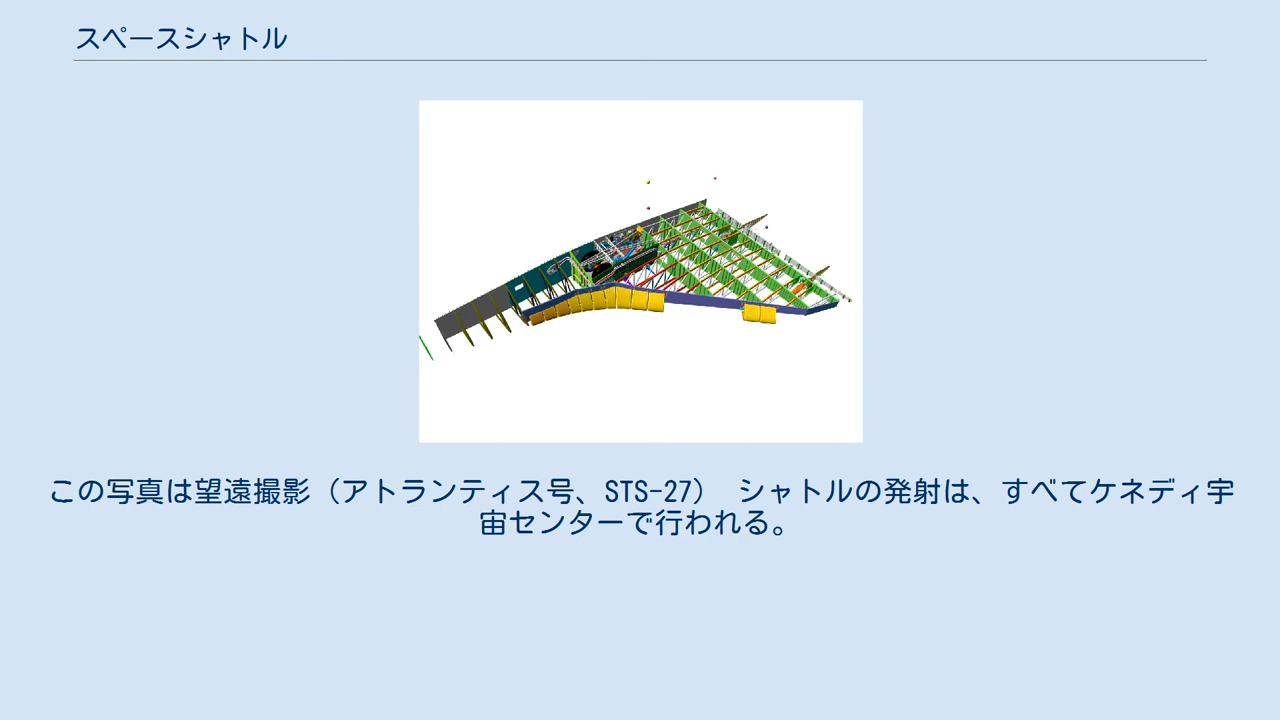 スペースシャトル
この写真は望遠撮影（アトランティス号、STS-27） シャトルの発射は、すべてケネディ宇
宙センターで行われる。